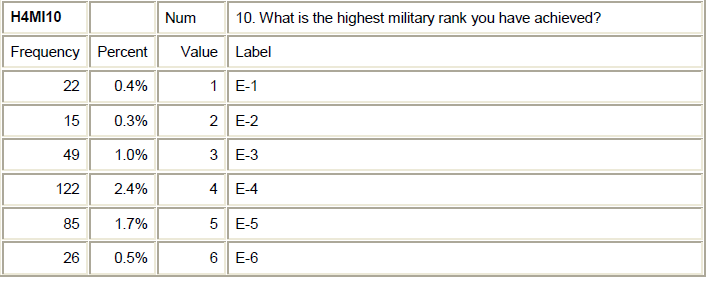 H4MI10 Num 10. What is the highest military rank you have achieved?
Frequency Percent Value Label
22 0.4% 1 E-1
15 0.3% 2 E-2
49 1.0% 3 E-3
122 2.4% 4 E-4
85 1.7% 5 E-5
26 0.5% 6 E-6